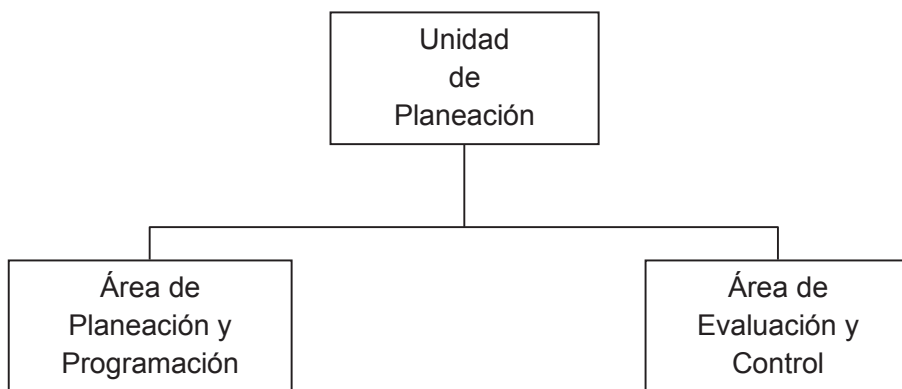 Unidad
de
Planeación
Área de
Planeación y
Programación
Área de
Evaluación y
Control